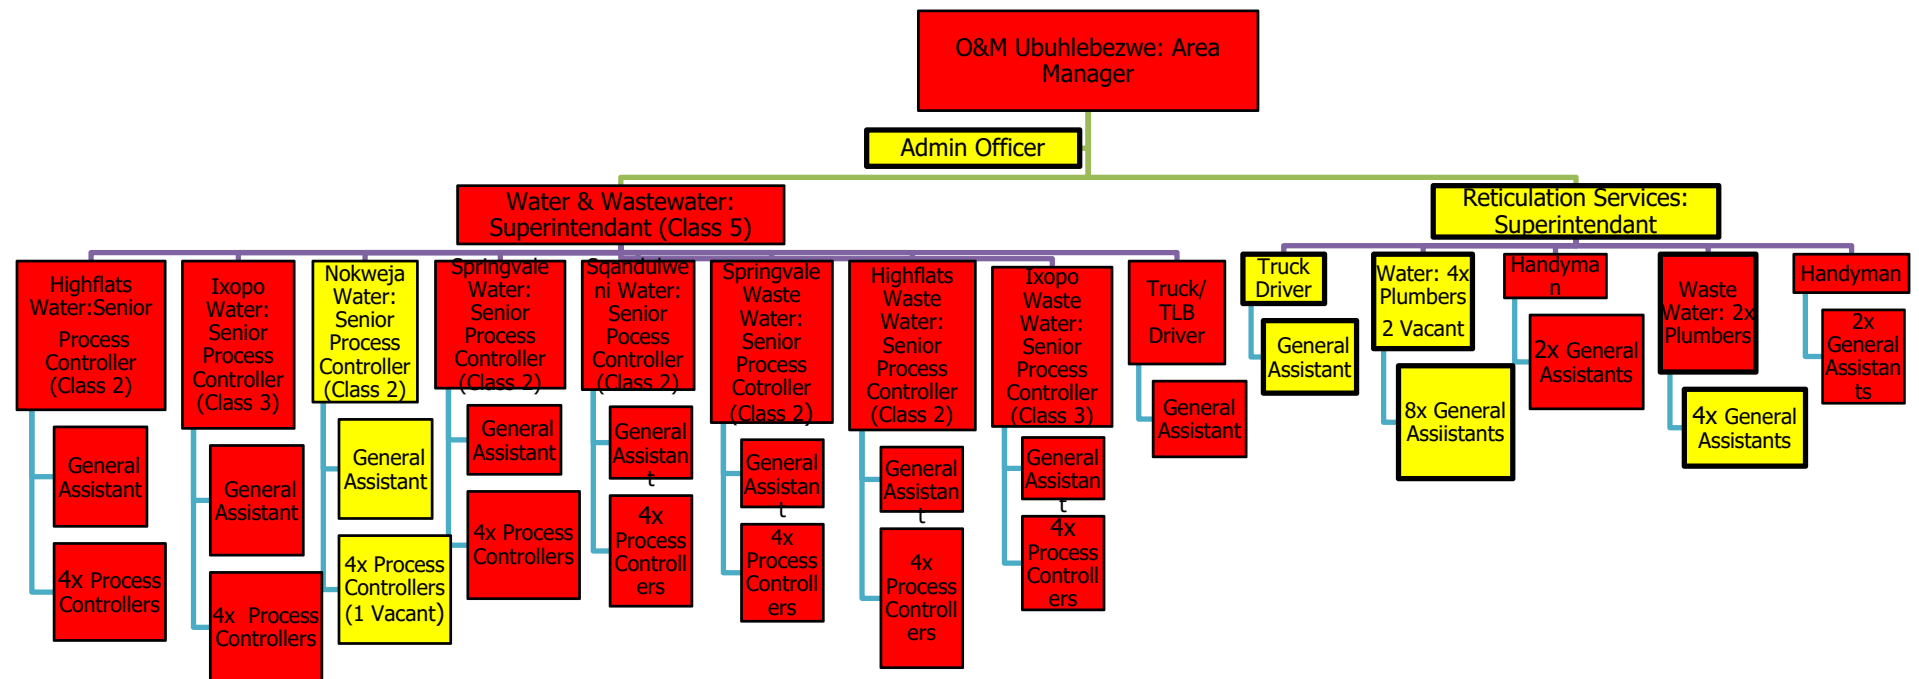 O&M Ubuhlebezwe: Area
Manager
Admin Officer
Water & Wastewater:
Superintendant (Class 5)
Reticulation Services:
Superintendant
Highflats
Water:Senior
Process
Controller
(Class 2)
General
Assistant
4x Process
Controllers
Ixopo
Water:
Senior
Process
Controller
(Class 3)
General
Assistant
4x  Process
Controllers
Nokweja
Water:
Senior
Process
Controller
(Class 2)
General
Assistant
4x Process
Controllers
(1 Vacant)
Springvale
Water:
Senior
Process
Controller
(Class 2)
General
Assistant
4x Process
Controllers
Sqandulwe
ni Water:
Senior
Pocess
Controller
(Class 2)
General
Assistan
t
4x
Process
Controll
ers
Springvale
Waste
Water:
Senior
Process
Cotroller
(Class 2)
General
Assistan
t
4x
Process
Controll
ers
Highflats
Waste
Water:
Senior
Process
Controller
(Class 2)
General
Assistan
t
4x
Process
Controll
ers
Ixopo
Waste
Water:
Senior
Process
Controller
(Class 3)
General
Assistan
t
4x
Process
Controll
ers
Truck/
TLB
Driver
General
Assistant
Truck
Driver
General
Assistant
Water: 4x
Plumbers
2 Vacant
8x General
Assiistants
Handyma
n
2x General
Assistants
Waste
Water: 2x
Plumbers
4x General
Assistants
Handyman
2x
General
Assistan
ts